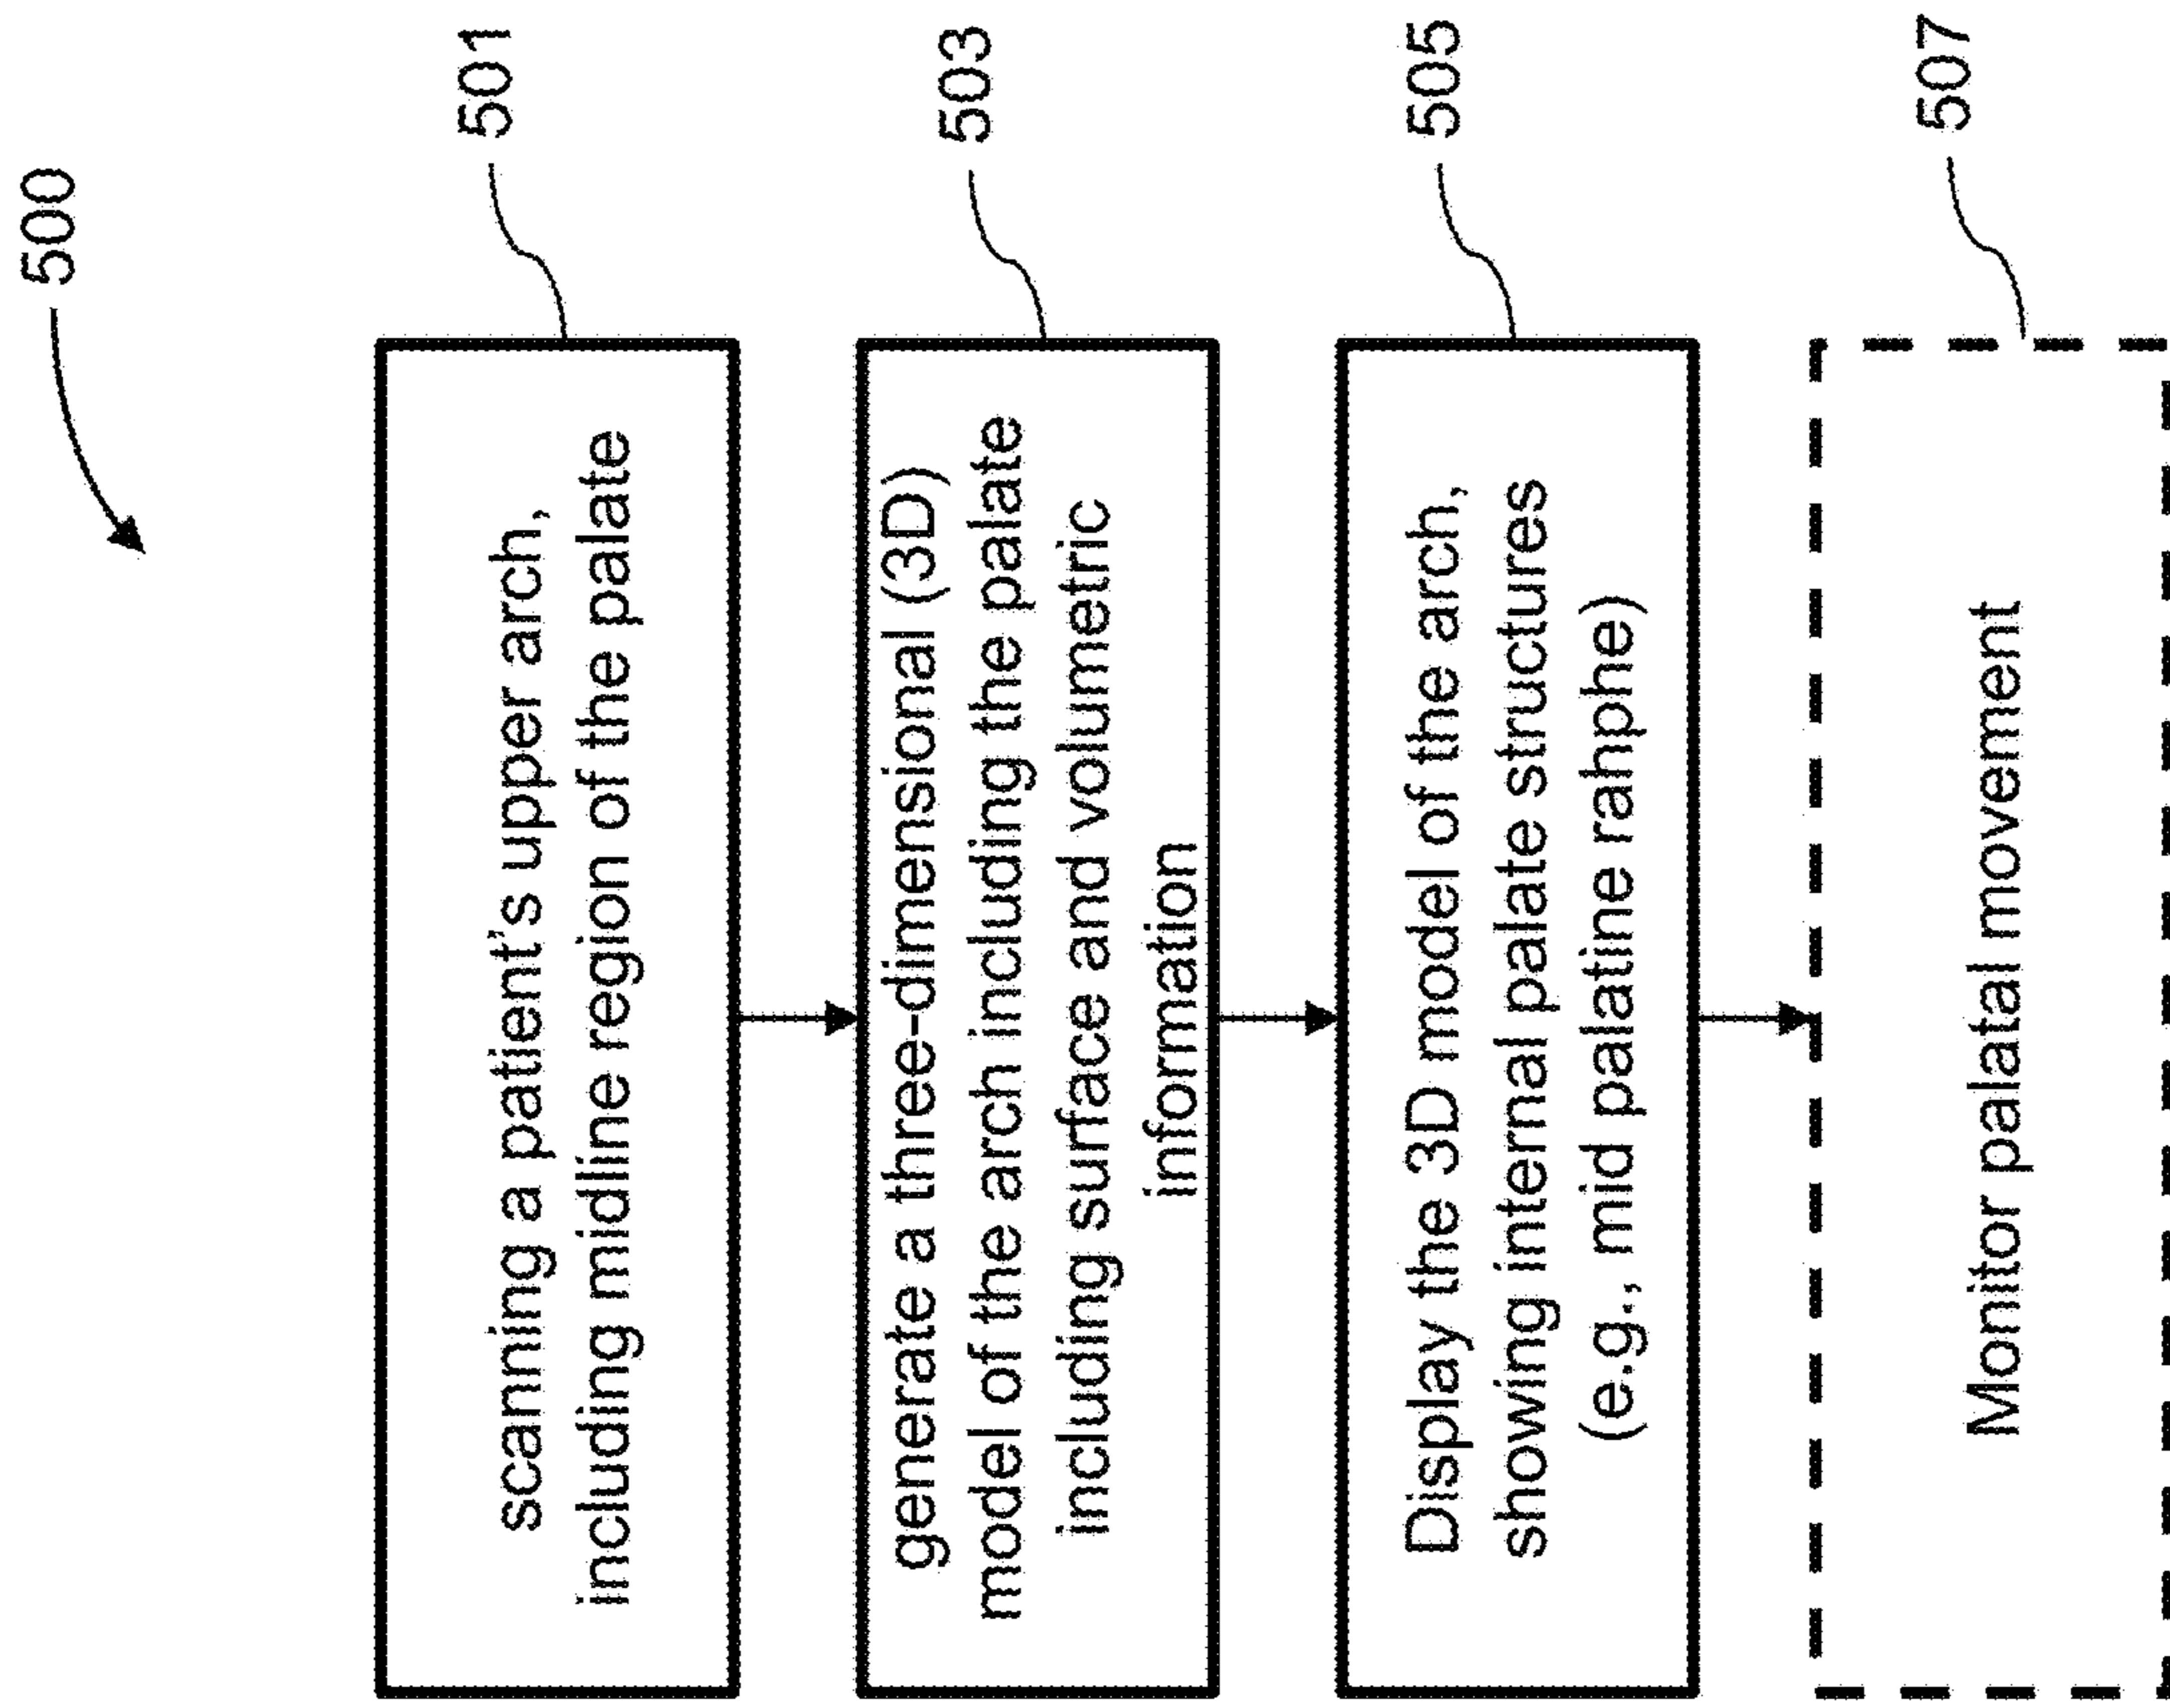 500
501
scanning a patient's upper arch,
including midline region of the palate
503
generate a three-dimensional (3D)
model of the arch including the palate
including surface and volumetric
information
505
Display the 3D model of the arch,
showing internal palate structures
(e.g., mid palatine rahphe)
507
Monitor palatal movement